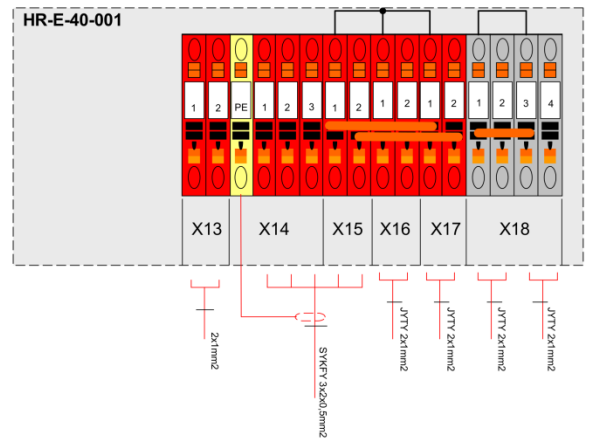 HR-E-40-001
1 2 PE 1 2 3 1 2 1 2 1 2 1 2 3 4
X13 X14 X15 X16 X17 X18
2x1mm2
SYKFY 3x2x0,5mm2
JYTY 2x1mm2
JYTY 2x1mm2
JYTY 2x1mm2
JYTY 2x1mm2